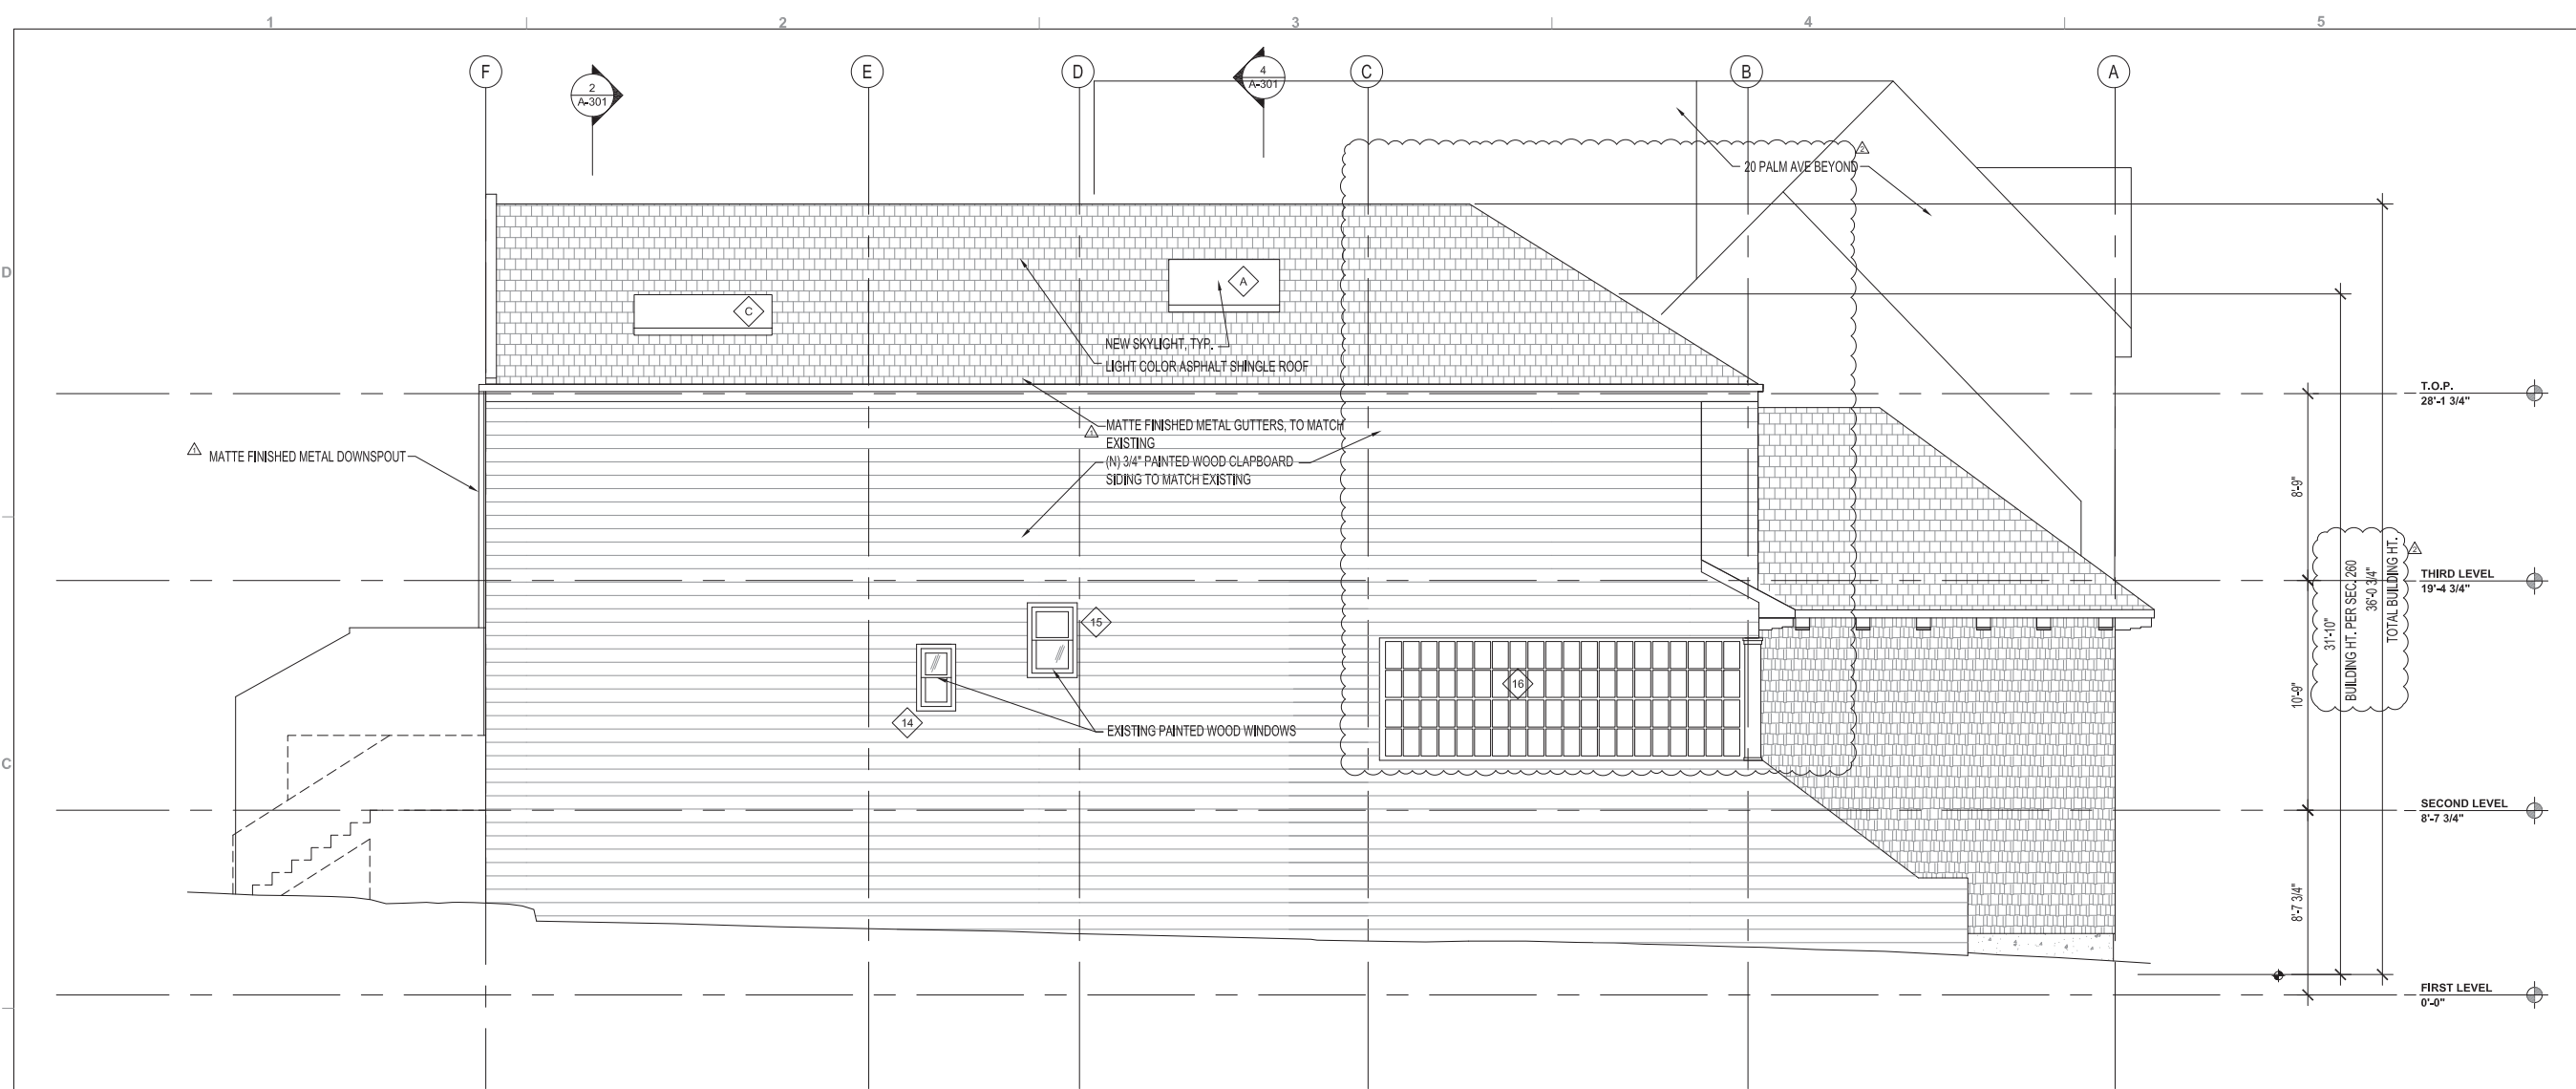 1
2
3
4
5
F
E
D
C
B
A
2
A-301
4
A-301
2
20 PALM AVE BEYOND
D
A
C
NEW SKYLIGHT, TYP.
LIGHT COLOR ASPHALT SHINGLE ROOF
T.O.P.
28'-1 3/4"
MATTE FINISHED METAL GUTTERS, TO MATCH
EXISTING
1
1
MATTE FINISHED METAL DOWNSPOUT
(N) 3/4" PAINTED WOOD CLAPBOARD
SIDING TO MATCH EXISTING
8'-9"
THIRD LEVEL
19'-4 3/4"
31'-10"
BUILDING HT. PER SEC. 260
36'-0 3/4"
TOTAL BUILDING HT.
2
15
16
14
EXISTING PAINTED WOOD WINDOWS
10'-9"
C
SECOND LEVEL
8'-7 3/4"
8'-7 3/4"
FIRST LEVEL
0'-0"